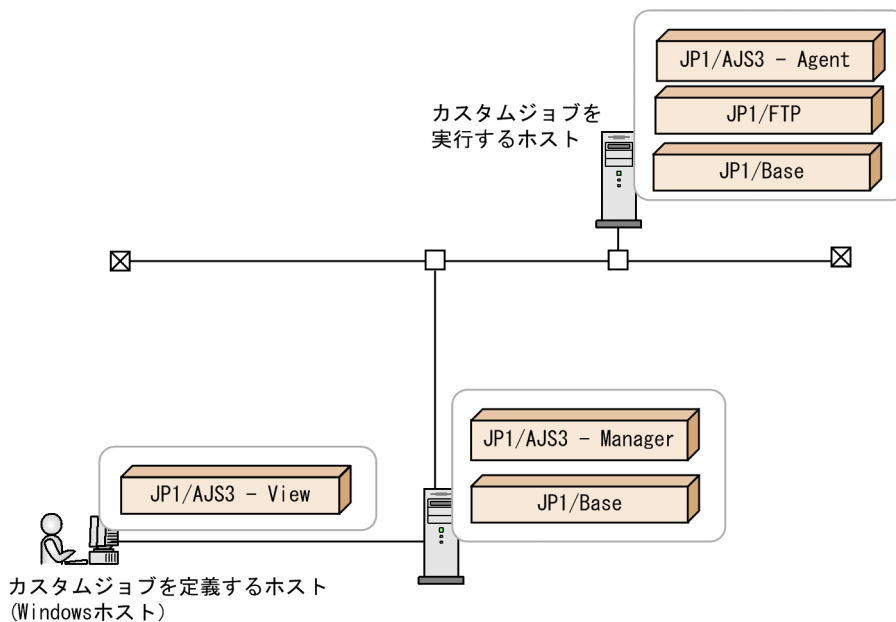 JP1/AJS3 - Agent
カスタムジョブを
実行するホスト
JP1/FTP
JP1/Base
JP1/AJS3 - Manager
JP1/Base
JP1/AJS3 - View
カスタムジョブを定義するホスト
(Windowsホスト)